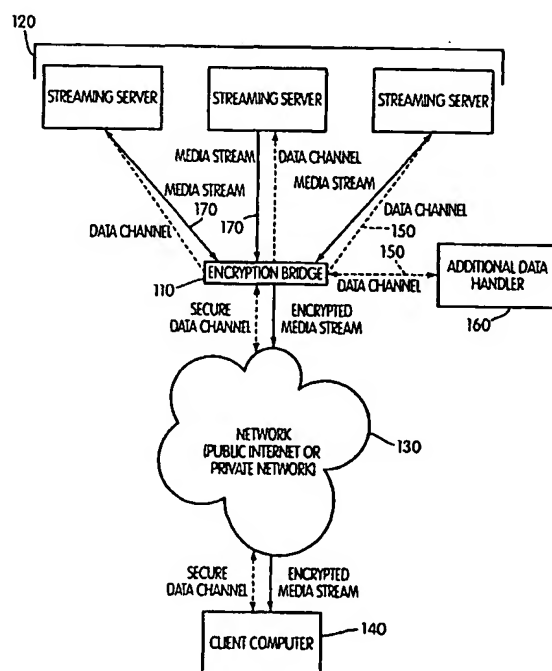 120
STREAMING SERVER
STREAMING SERVER
STREAMING SERVER
MEDIA STREAM
DATA CHANNEL
MEDIA STREAM
MEDIA STREAM
170
170
DATA CHANNEL
DATA CHANNEL
150
150
110
ENCRYPTION BRIDGE
DATA CHANNEL
ADDITIONAL DATA
HANDLER
160
SECURE
DATA CHANNEL
ENCRYPTED
MEDIA STREAM
NETWORK
(PUBLIC INTERNET OR
PRIVATE NETWORK)
130
SECURE
DATA CHANNEL
ENCRYPTED
MEDIA STREAM
CLIENT COMPUTER
140